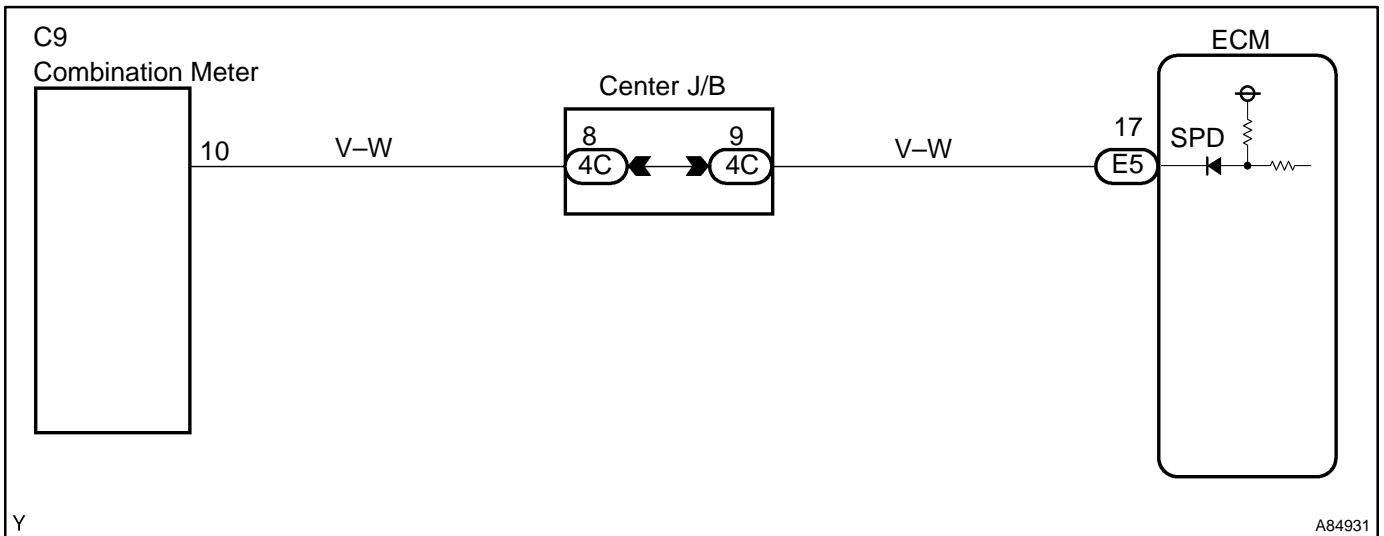 C9
Combination Meter
10
V–W
Center J/B
8
4C
9
4C
V–W
ECM
17
E5
SPD
Y
A84931